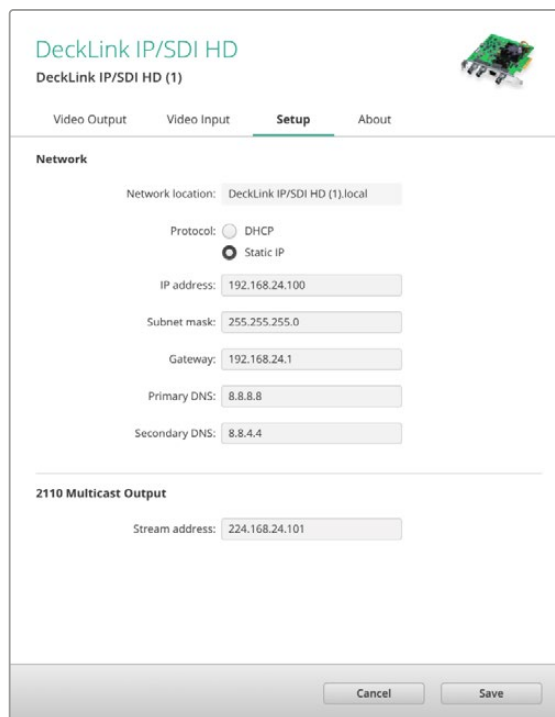 DeckLink IP/SDI HD
DeckLink IP/SDI HD (1)
Video Output Video Input Setup About
Network
Network location: DeckLink IP/SDI HD (1).local
Protocol: DHCP
Static IP
IP address: 192.168.24.100
Subnet mask: 255.255.255.0
Gateway: 192.168.24.1
Primary DNS: 8.8.8.8
Secondary DNS: 8.8.4.4
2110 Multicast Output
Stream address: 224.168.24.101
Cancel Save